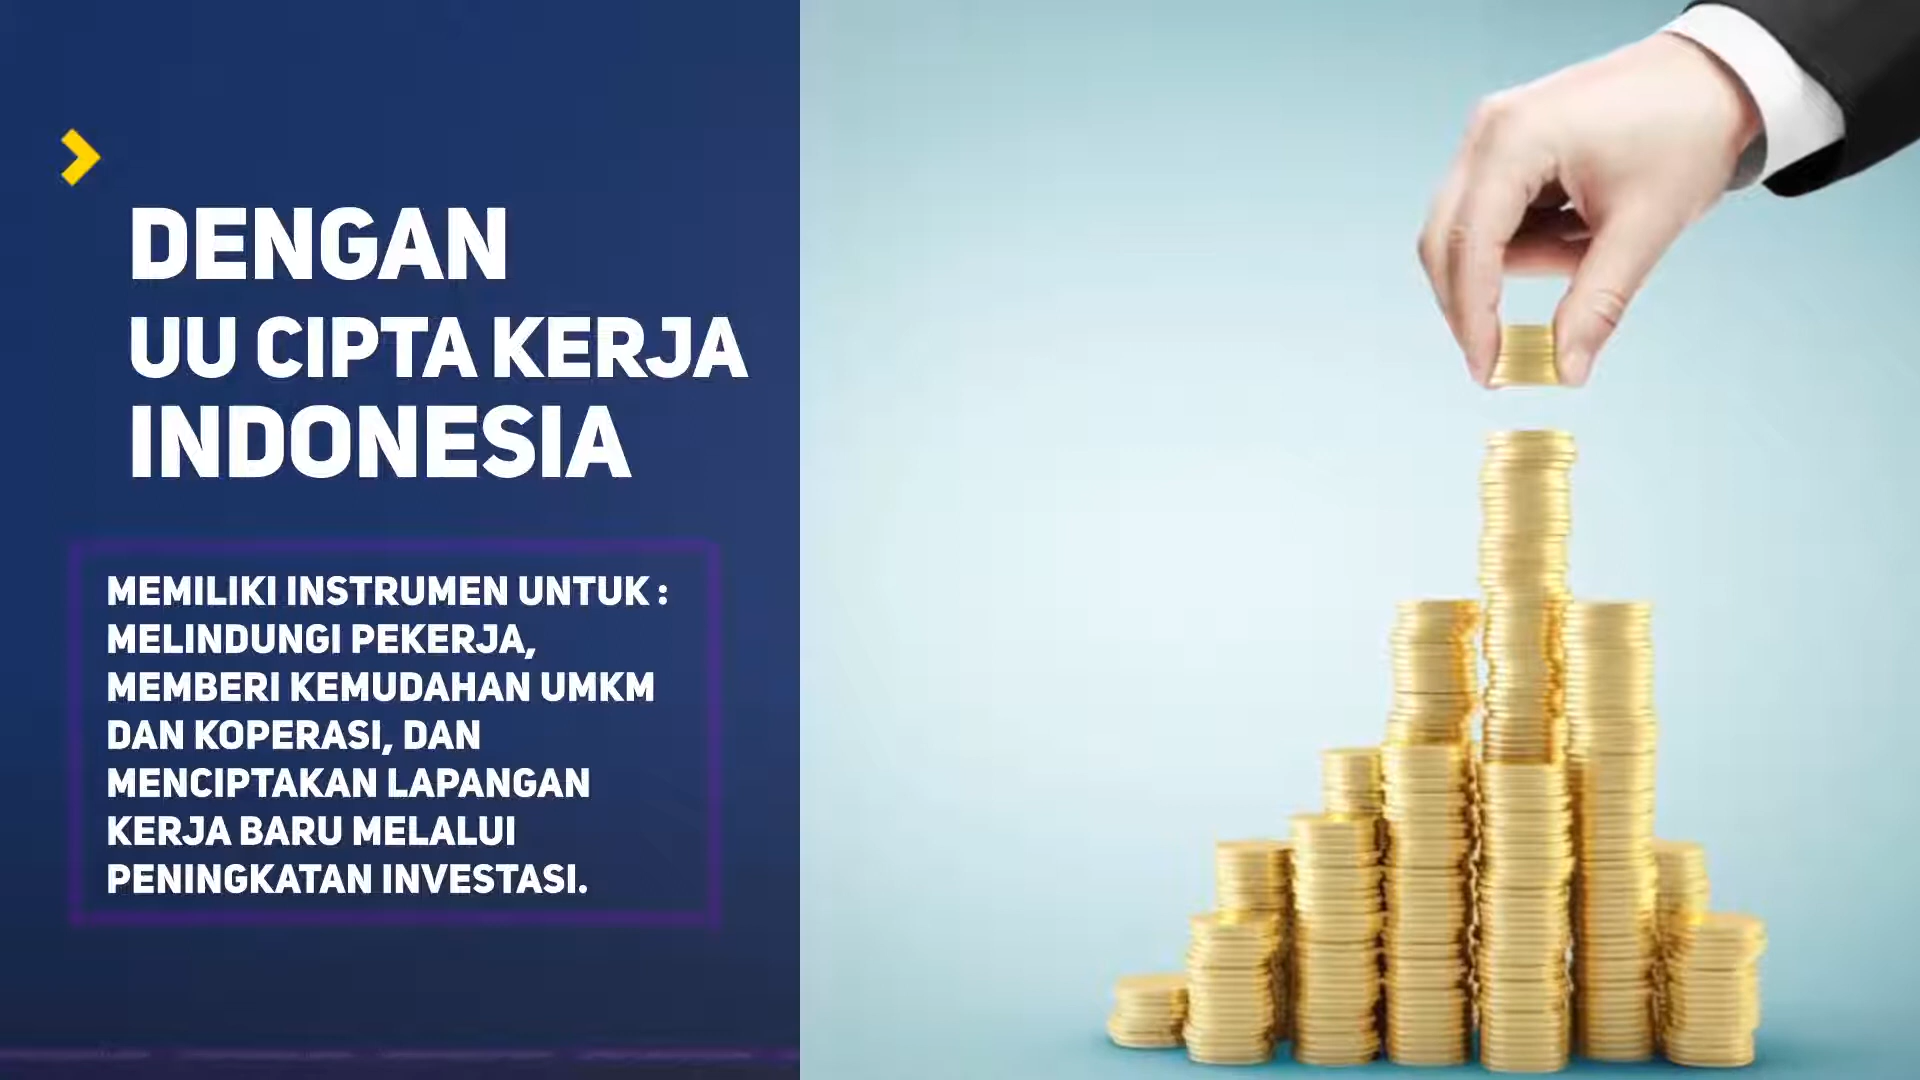 DENGAN
UU CIPTA KERJA
INDONESIA
MEMILIKI INSTRUMEN UNTUK :
MELINDUNGI PEKERJA,
MEMBERI KEMUDAHAN UMKM
DAN KOPERASI, DAN
MENCIPTAKAN LAPANGAN
KERJA BARU MELALUI
PENINGKATAN INVESTASI.